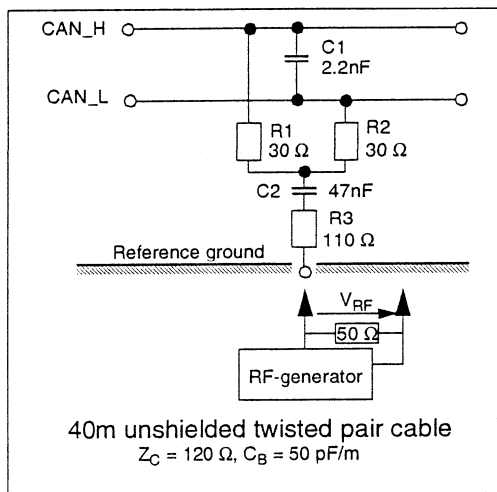 CAN_H
C1
2.2nF
CAN_L
R1
30 Ω
R2
30 Ω
C2 47nF
R3
110 Ω
Reference ground
V_RF
50 Ω
RF-generator
40m unshielded twisted pair cable
Z_C = 120 Ω, C_B = 50 pF/m